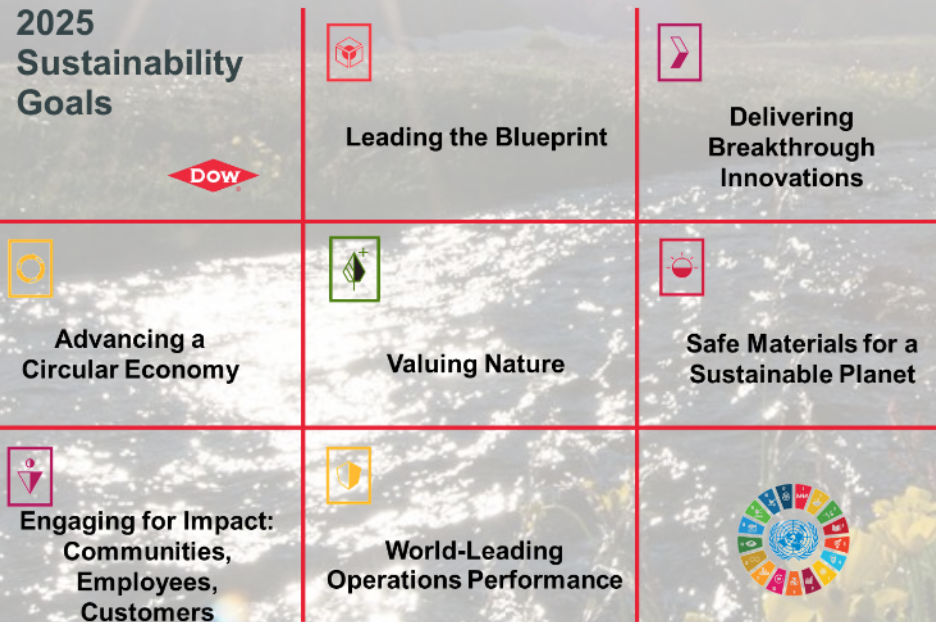 2025
Sustainability
Goals
Dow
Leading the Blueprint
Delivering
Breakthrough
Innovations
Advancing a
Circular Economy
Valuing Nature
Safe Materials for a
Sustainable Planet
Engaging for Impact:
Communities,
Employees,
Customers
World-Leading
Operations Performance